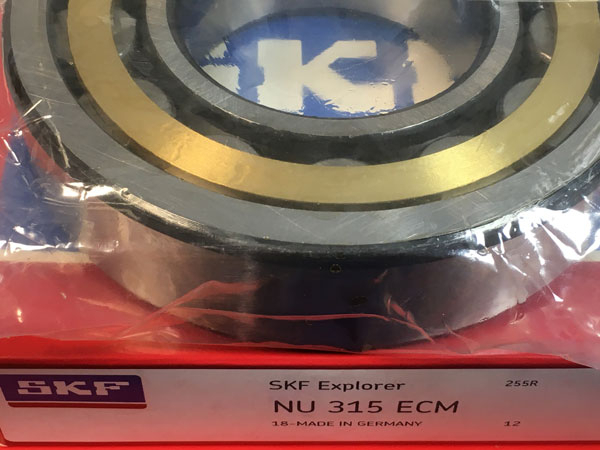 SKF
SKF
SKF Explorer 255R
NU 315 ECM
18-MADE IN GERMANY 12